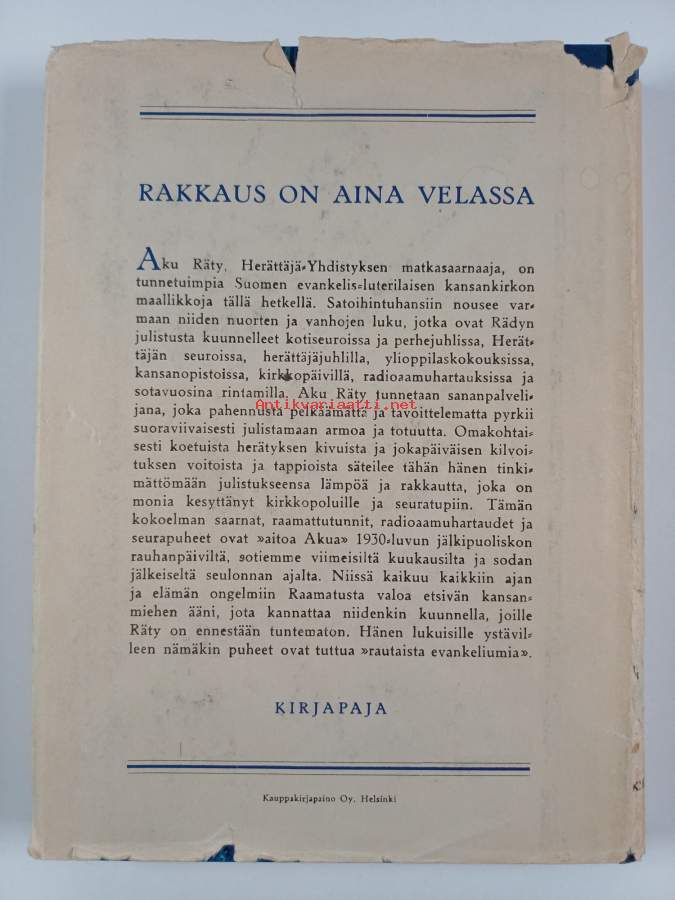 RAKKAUS ON AINA VELASSA
Aku Räty, Herättäjä-Yhdistyksen matkasaarnaaja, on
tunnetuimpia Suomen evankelis-luterilaisen kansankirkon
maallikkoja tällä hetkellä. Satoihintuhansiin nousee var-
maan niiden nuorten ja vanhojen luku, jotka ovat Rädyn
julistusta kuunnelleet kotiseuroissa ja perhejuhlissa, Herät-
täjän seuroissa, herättäjäjuhlilla, ylioppilaskokouksissa,
kansanopistoissa, kirkkopäivillä, radioaamuhartauksissa ja
sotavuosina rintamilla. Aku Räty tunnetaan sananpalveli-
jana, joka pahennusta pelkäämättä ja tavoittelematta pyrkii
Antikvariaatti.net
suoraviivaisesti julistamaan armoa ja totuutta. Omakohtai-
sesti koetuista herätyksen kivuista ja jokapäiväisen kilvoi-
tuksen voitoista ja tappioista säteilee tähän hänen tinki-
mättömään julistukseensa lämpöä ja rakkautta, joka on
monia kesyttänyt kirkkopoluille ja seuratupiin. Tämän
kokoelman saarnat, raamattutunnit, radioaamuhartaudet ja
seurapuheet ovat »aitoa Akua» 1930-luvun jälkipuoliskon
rauhanpäiviltä, sotiemme viimeisiltä kuukausilta ja sodan
jälkeiseltä seulonnan ajalta. Niissä kaikuu kaikkiin ajan
ja elämän ongelmiin Raamatusta valoa etsivän kansan-
miehen ääni, jota kannattaa niidenkin kuunnella, joille
Räty on ennestään tuntematon. Hänen lukuisille ystävil-
leen nämäkin puheet ovat tuttua »rautaista evankeliumia».
KIRJAPAJA
Kauppakirjapaino Oy, Helsinki